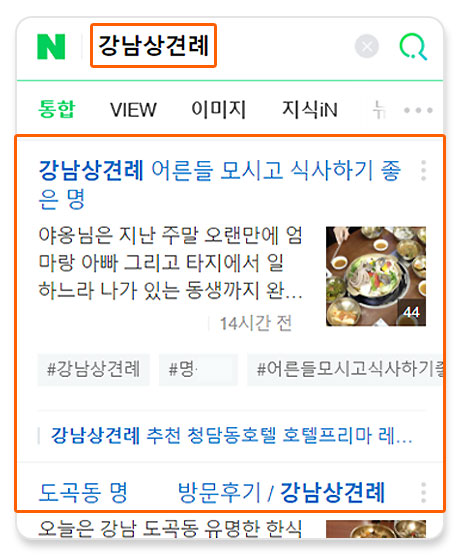 N 강남상견례
통합 VIEW 이미지 지식iN 뉴
강남상견례 어른들 모시고 식사하기 좋
은 명
야옹님은 지난 주말 오랜만에 엄
마랑 아빠 그리고 타지에서 일
하느라 나가 있는 동생까지 완...
44
14시간 전
#강남상견례 #명 #어른들모시고식사하기좋
강남상견례 추천 청담동호텔 호텔프리마 레...
도곡동 명 방문후기 / 강남상견례
오늘은 강남 도곡동 유명한 한식